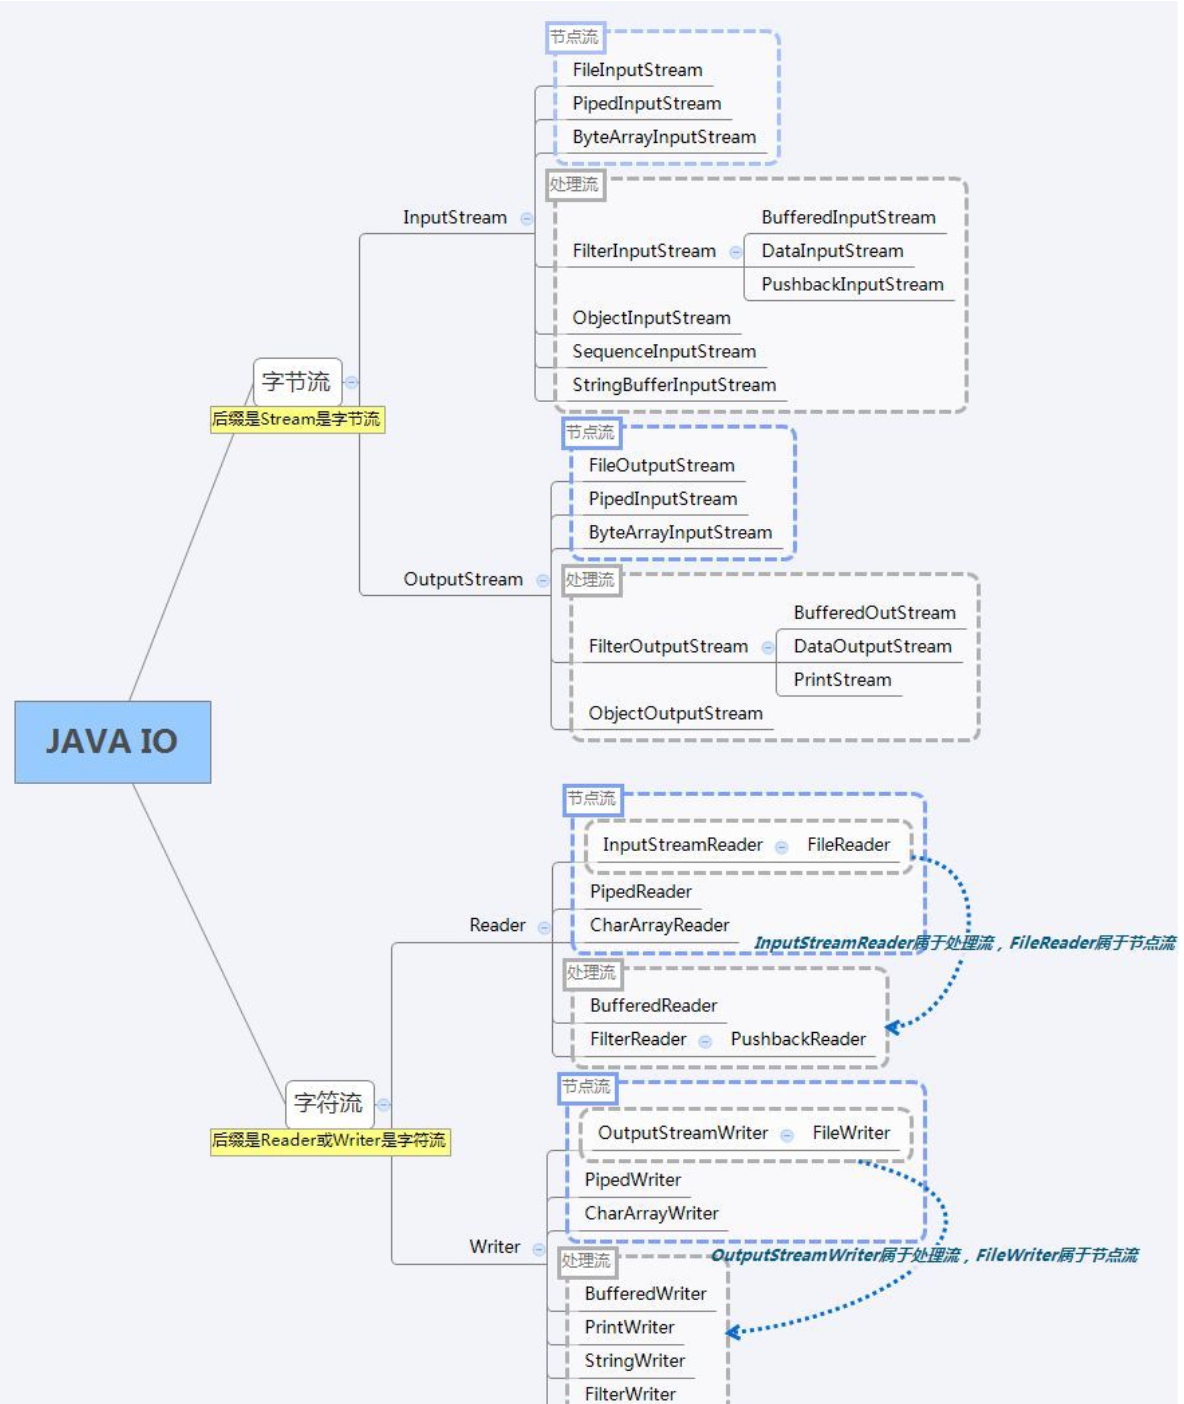 节点流
FileInputStream
PipedInputStream
ByteArrayInputStream
处理流
InputStream
BufferedInputStream
FilterInputStream
DataInputStream
PushbackInputStream
ObjectInputStream
SequenceInputStream
StringBufferInputStream
字节流
后缀是Stream是字节流
节点流
FileOutputStream
PipedInputStream
ByteArrayInputStream
OutputStream
处理流
BufferedOutStream
FilterOutputStream
DataOutputStream
PrintStream
ObjectOutputStream
JAVA IO
节点流
InputStreamReader
FileReader
PipedReader
Reader
CharArrayReader
InputStreamReader属于处理流，FileReader属于节点流
处理流
BufferedReader
FilterReader
PushbackReader
字符流
后缀是Reader或Writer是字符流
节点流
OutputStreamWriter
FileWriter
PipedWriter
CharArrayWriter
Writer
OutputStreamWriter属于处理流，FileWriter属于节点流
处理流
BufferedWriter
PrintWriter
StringWriter
FilterWriter